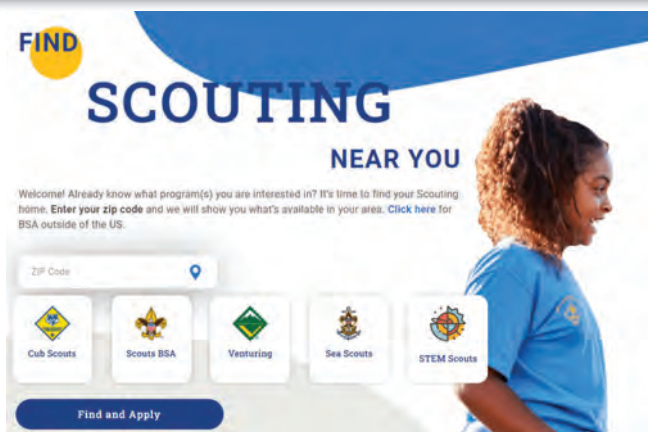 FIND
SCOUTING
NEAR YOU
Welcome! Already know what program(s) you are interested in? It's time to find your Scouting
home. Enter your zip code and we will show you what's available in your area. Click here for
BSA outside of the US.
ZIP Code
Cub Scouts
Scouts BSA
Venturing
Sea Scouts
STEM Scouts
Find and Apply